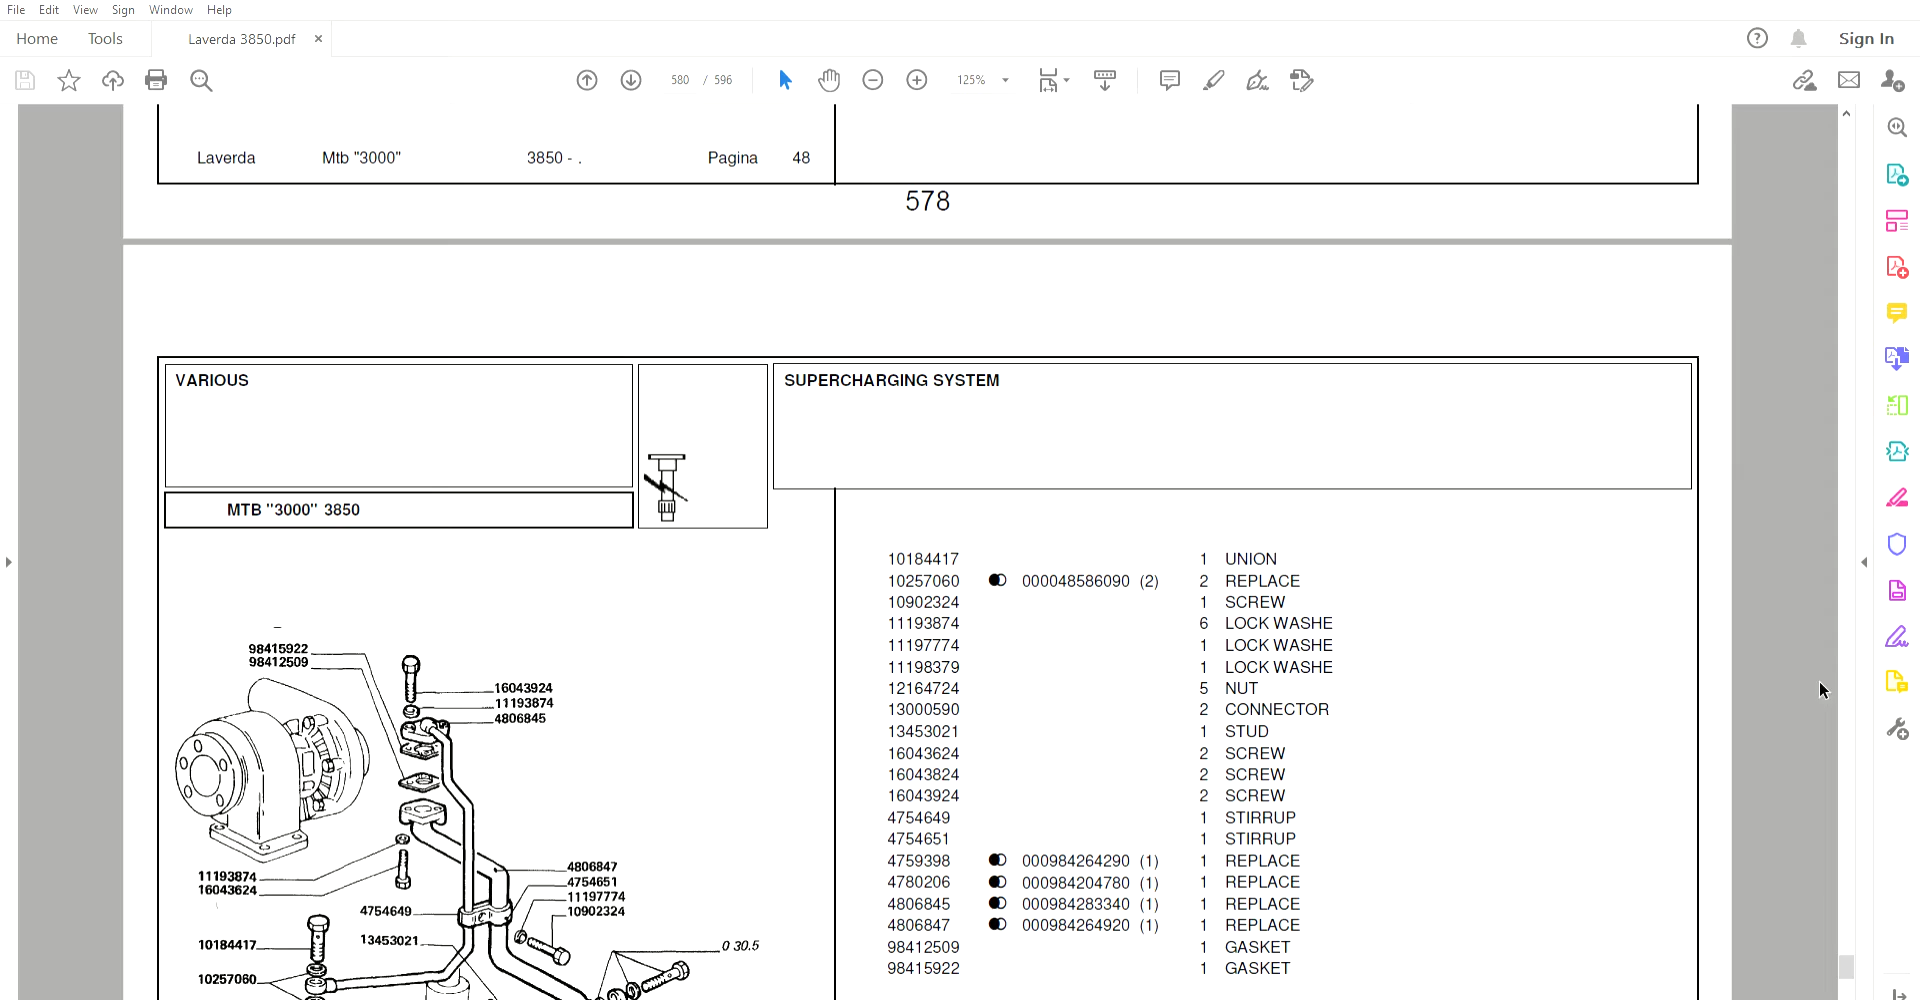 File Edit View Sign Window Help
Home Tools Laverda 3850.pdf × ? Sign In
580 / 596 125%
Laverda Mtb "3000" 3850 - . Pagina 48
578
VARIOUS
SUPERCHARGING SYSTEM
MTB "3000" 3850
10184417 1 UNION
10257060 000048586090 (2) 2 REPLACE
10902324 1 SCREW
11193874 6 LOCK WASHE
11197774 1 LOCK WASHE
11198379 1 LOCK WASHE
12164724 5 NUT
13000590 2 CONNECTOR
13453021 1 STUD
16043624 2 SCREW
16043824 2 SCREW
16043924 2 SCREW
4754649 1 STIRRUP
4754651 1 STIRRUP
4759398 000984264290 (1) 1 REPLACE
4780206 000984204780 (1) 1 REPLACE
4806845 000984283340 (1) 1 REPLACE
4806847 000984264920 (1) 1 REPLACE
98412509 1 GASKET
98415922 1 GASKET
98415922
98412509
16043924
11193874
4806845
11193874
16043624
4806847
4754651
11197774
10902324
4754649
13453021
10184417
10257060
0 30.5